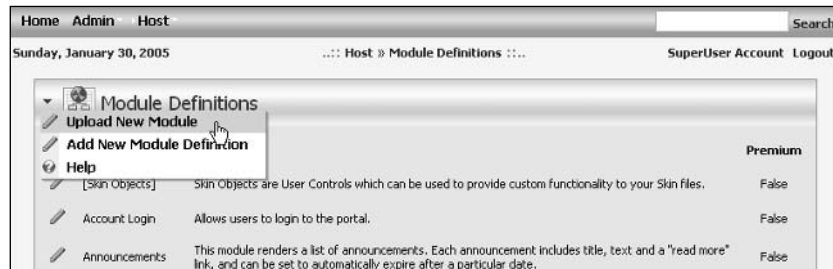 Home Admin Host Search
Sunday, January 30, 2005 ..:: Host » Module Definitions ::.. SuperUser Account Logout
Module Definitions
Upload New Module
Add New Module Definition
Help
Premium
[Skin Objects] Skin Objects are User Controls which can be used to provide custom functionality to your Skin files. False
Account Login Allows users to login to the portal. False
Announcements This module renders a list of announcements. Each announcement includes title, text and a "read more" False
link, and can be set to automatically expire after a particular date.